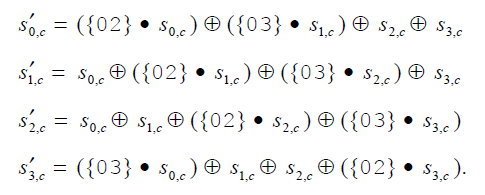 s′0,c = ({02} • s0,c) ⊕ ({03} • s1,c) ⊕ s2,c ⊕ s3,c
s′1,c = s0,c ⊕ ({02} • s1,c) ⊕ ({03} • s2,c) ⊕ s3,c
s′2,c = s0,c ⊕ s1,c ⊕ ({02} • s2,c) ⊕ ({03} • s3,c)
s′3,c = ({03} • s0,c) ⊕ s1,c ⊕ s2,c ⊕ ({02} • s3,c).